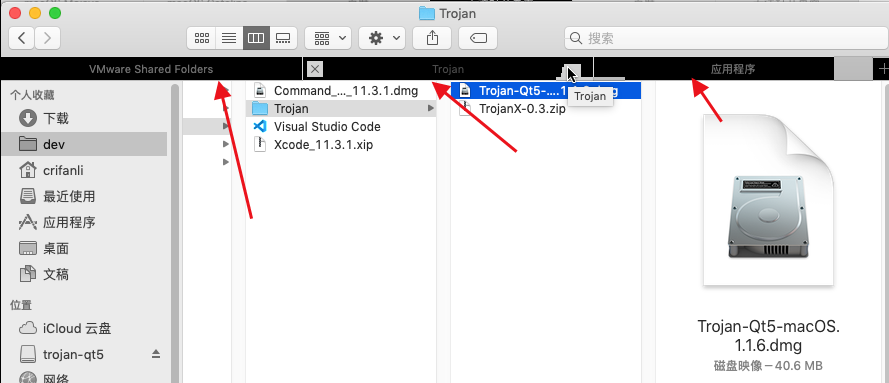 Trojan
搜索
VMware Shared Folders
Trojan
应用程序
个人收藏
下载
dev
crifanli
最近使用
应用程序
桌面
文稿
位置
iCloud 云盘
trojan-qt5
网络
Command_..._11.3.1.dmg
Trojan
Visual Studio Code
Xcode_11.3.1.xip
Trojan-Qt5-....1
TrojanX-0.3.zip
Trojan
Trojan-Qt5-macOS.
1.1.6.dmg
磁盘映像 – 40.6 MB